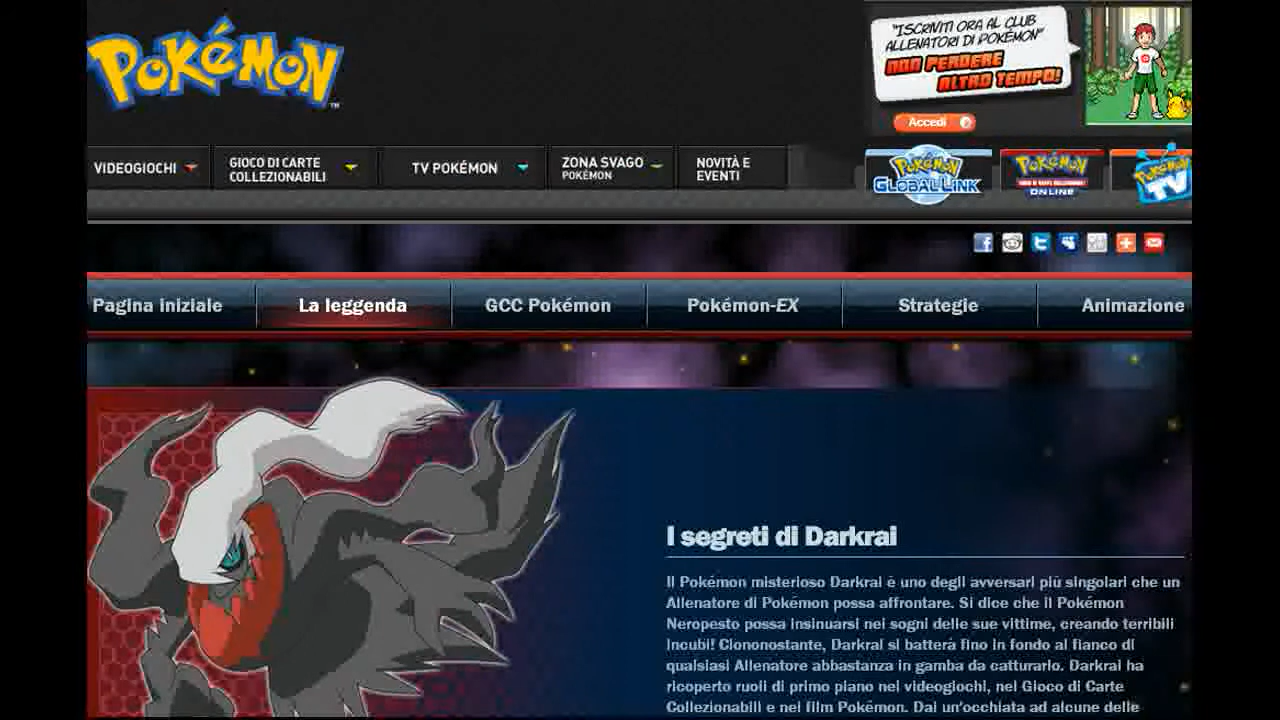 POKÉMON
"ISCRIVITI ORA AL CLUB
ALLENATORI DI POKÉMON"
NON PERDERE
ALTRO TEMPO!
Accedi
VIDEOGIOCHI
GIOCO DI CARTE
COLLEZIONABILI
TV POKÉMON
ZONA SVAGO
POKÉMON
NOVITÀ E
EVENTI
POKÉMON
GLOBAL LINK
POKÉMON
ONLINE
POKÉMON
TV
Pagina iniziale
La leggenda
GCC Pokémon
Pokémon-EX
Strategie
Animazione
I segreti di Darkrai
Il Pokémon misterioso Darkrai è uno degli avversari più singolari che un
Allenatore di Pokémon possa affrontare. Si dice che il Pokémon
Neropesto possa insinuarsi nei sogni delle sue vittime, creando terribili
incubi! Ciononostante, Darkrai si batterà fino in fondo al fianco di
qualsiasi Allenatore abbastanza in gamba da catturarlo. Darkrai ha
ricoperto ruoli di primo piano nei videogiochi, nel Gioco di Carte
Collezionabili e nei film Pokémon. Dai un'occhiata ad alcune delle